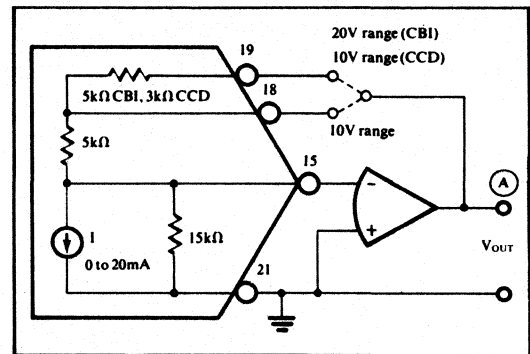 19
20V range (CBI)
10V range (CCD)
5kΩ CBI, 3kΩ CCD
18
5kΩ
10V range
15
A
−
+
I
0 to 20mA
15kΩ
VOUT
21